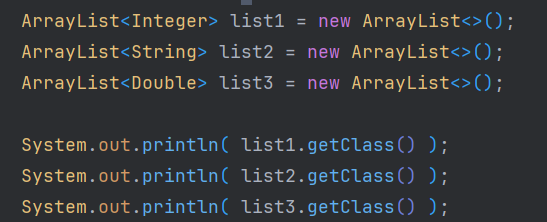 ArrayList<Integer> list1 = new ArrayList<>();
ArrayList<String> list2 = new ArrayList<>();
ArrayList<Double> list3 = new ArrayList<>();
System.out.println( list1.getClass() );
System.out.println( list2.getClass() );
System.out.println( list3.getClass() );